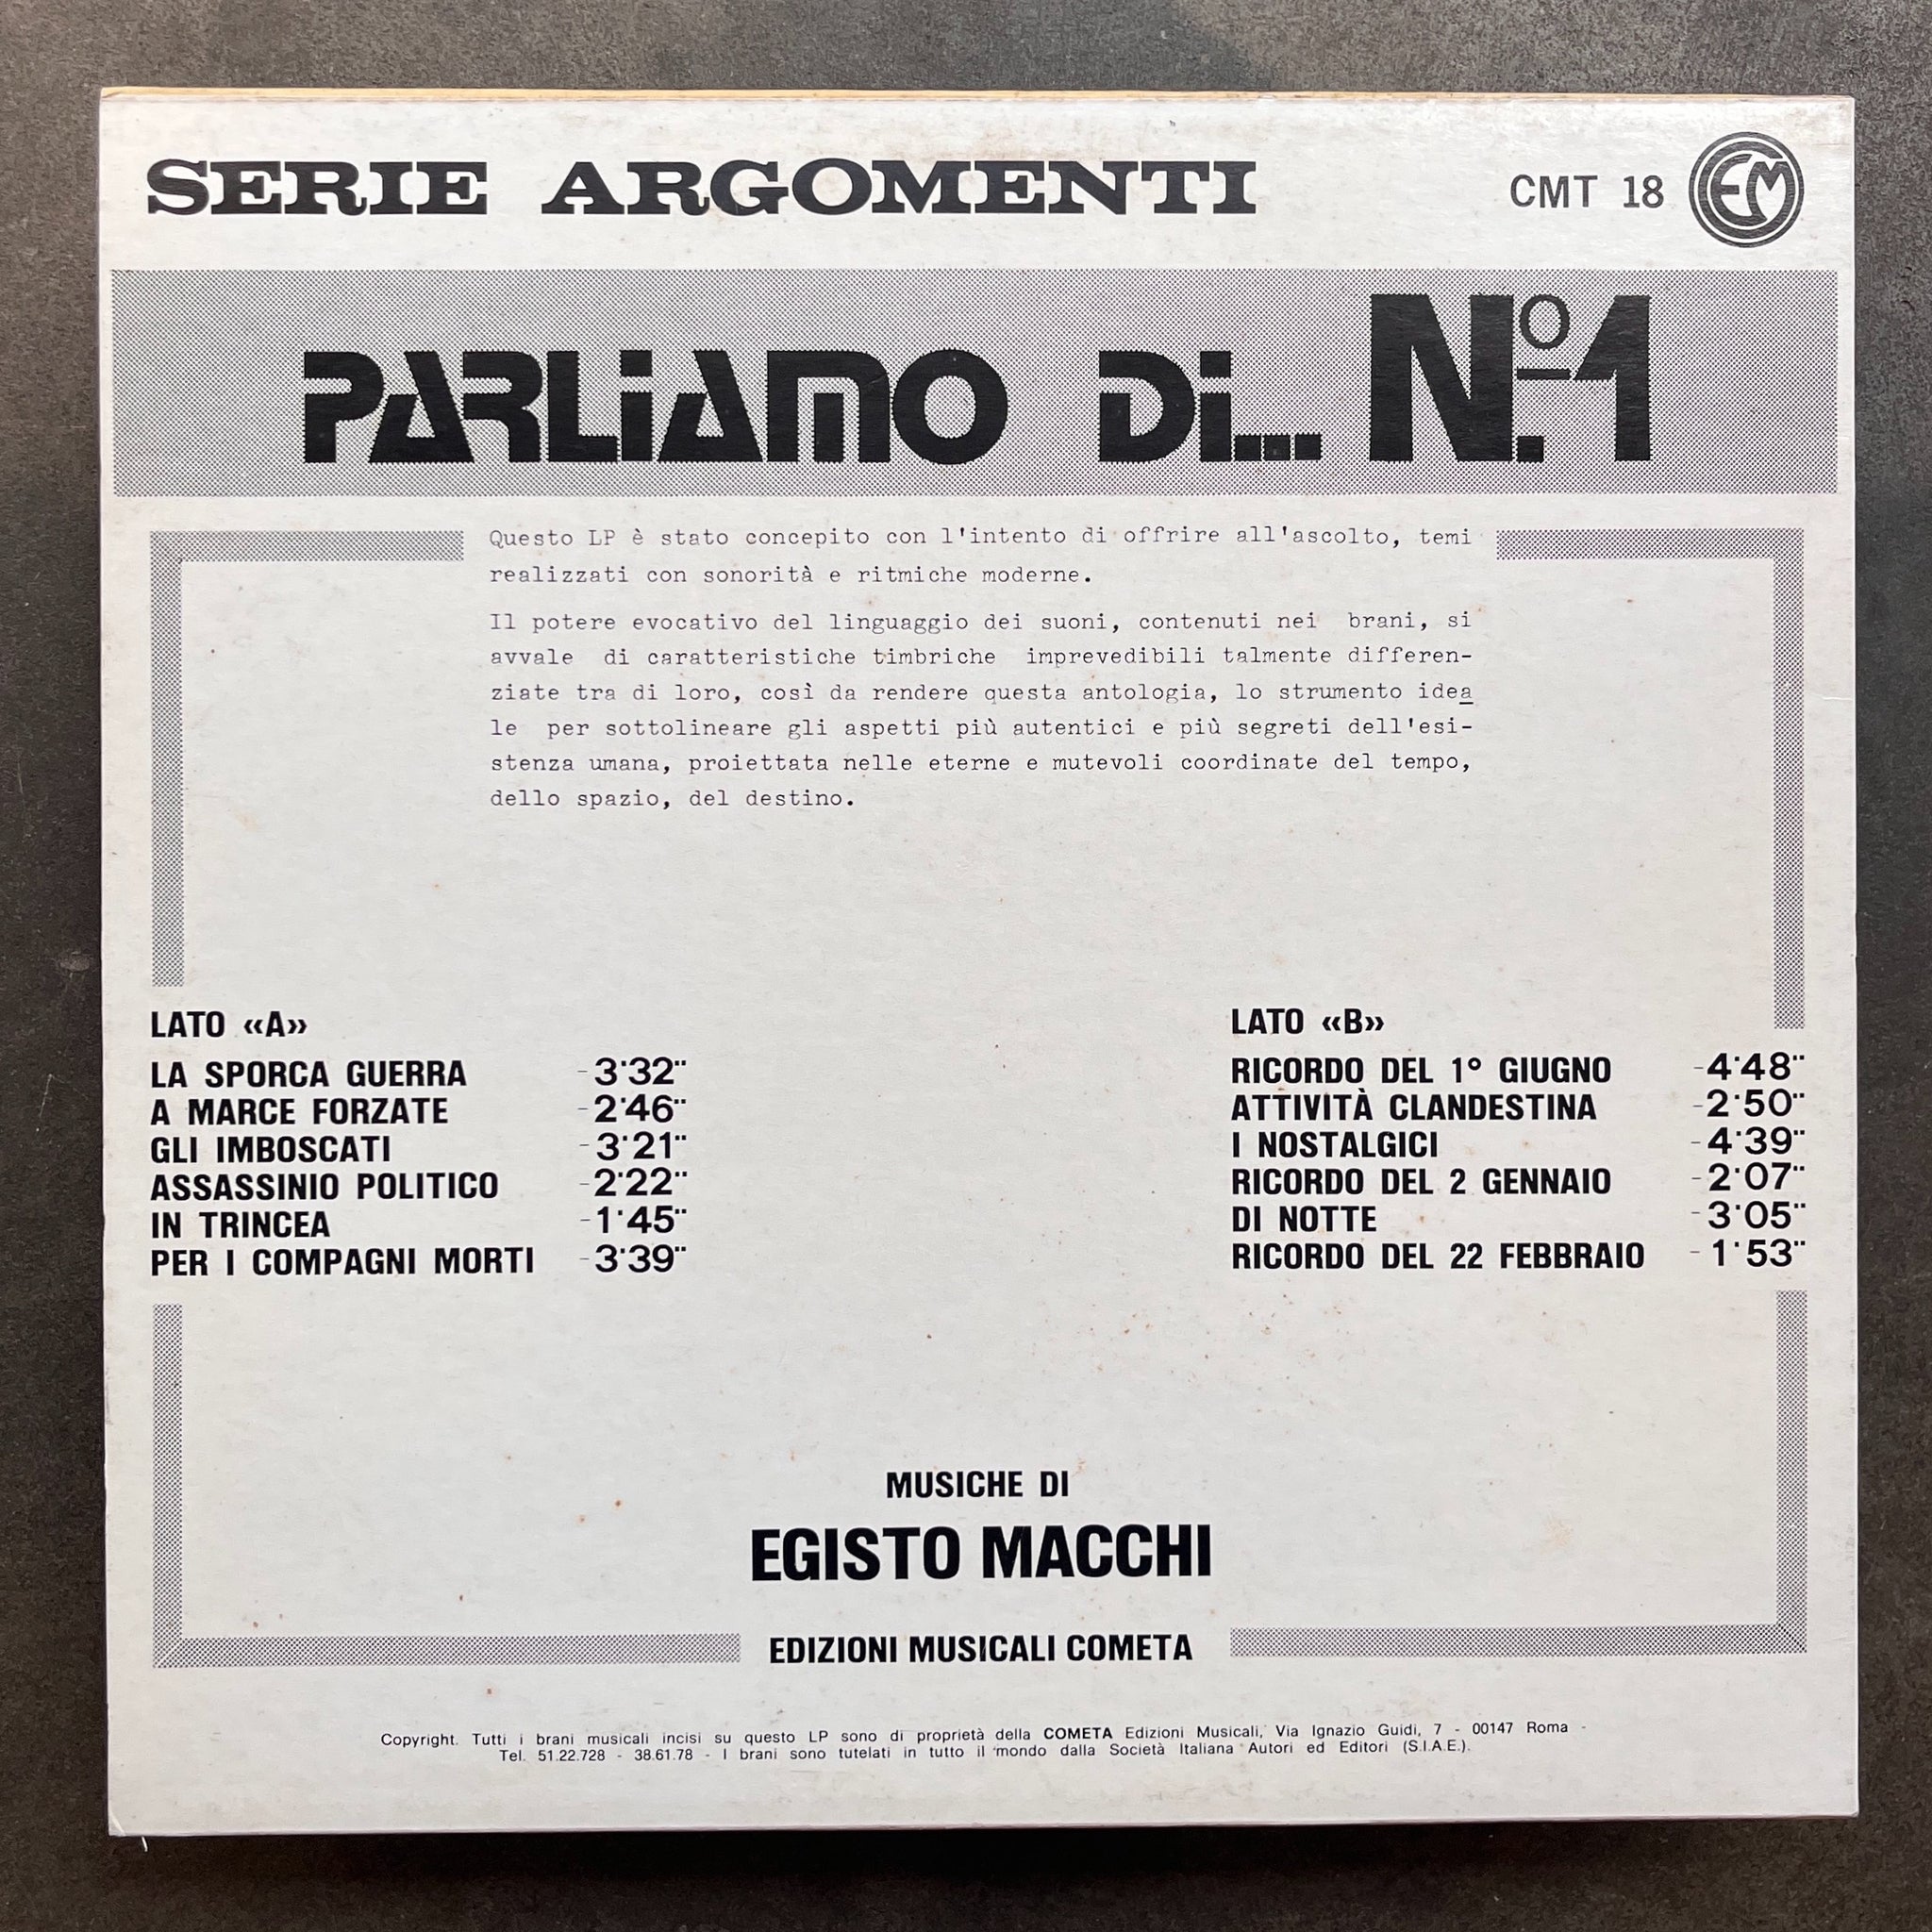 SERIE ARGOMENTI
CMT 18 EM
PARLIAMO DI... Nº.1
Questo LP è stato concepito con l'intento di offrire all'ascolto, temi
realizzati con sonorità e ritmiche moderne.
Il potere evocativo del linguaggio dei suoni, contenuti nei brani, si
avvale di caratteristiche timbriche imprevedibili talmente differen-
ziate tra di loro, così da rendere questa antologia, lo strumento idea
le per sottolineare gli aspetti più autentici e più segreti dell'esi-
stenza umana, proiettata nelle eterne e mutevoli coordinate del tempo,
dello spazio, del destino.
LATO «A»
LA SPORCA GUERRA - 3'32"
A MARCE FORZATE - 2'46"
GLI IMBOSCATI - 3'21"
ASSASSINIO POLITICO - 2'22"
IN TRINCEA - 1'45"
PER I COMPAGNI MORTI - 3'39"
LATO «B»
RICORDO DEL 1° GIUGNO - 4'48"
ATTIVITÀ CLANDESTINA - 2'50"
I NOSTALGICI - 4'39"
RICORDO DEL 2 GENNAIO - 2'07"
DI NOTTE - 3'05"
RICORDO DEL 22 FEBBRAIO - 1'53"
MUSICHE DI
EGISTO MACCHI
EDIZIONI MUSICALI COMETA
Copyright. Tutti i brani musicali incisi su questo LP sono di proprietà della COMETA Edizioni Musicali, Via Ignazio Guidi, 7 - 00147 Roma -
Tel. 51.22.728 - 38.61.78 - I brani sono tutelati in tutto il mondo dalla Società Italiana Autori ed Editori (S.I.A.E.).